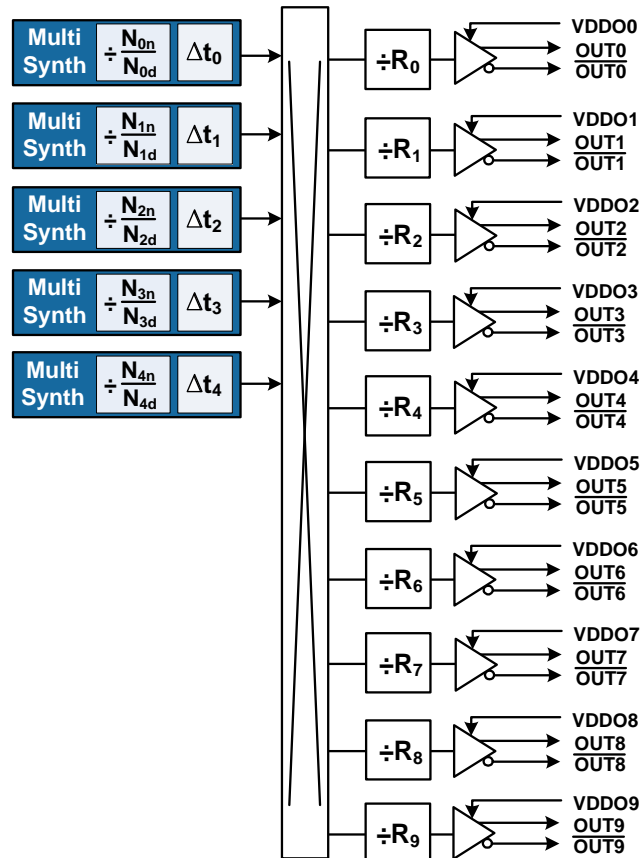 Multi Synth ÷ N0n/N0d Δt0
Multi Synth ÷ N1n/N1d Δt1
Multi Synth ÷ N2n/N2d Δt2
Multi Synth ÷ N3n/N3d Δt3
Multi Synth ÷ N4n/N4d Δt4
÷R0
VDDO0
OUT0
OUT0
÷R1
VDDO1
OUT1
OUT1
÷R2
VDDO2
OUT2
OUT2
÷R3
VDDO3
OUT3
OUT3
÷R4
VDDO4
OUT4
OUT4
÷R5
VDDO5
OUT5
OUT5
÷R6
VDDO6
OUT6
OUT6
÷R7
VDDO7
OUT7
OUT7
÷R8
VDDO8
OUT8
OUT8
÷R9
VDDO9
OUT9
OUT9